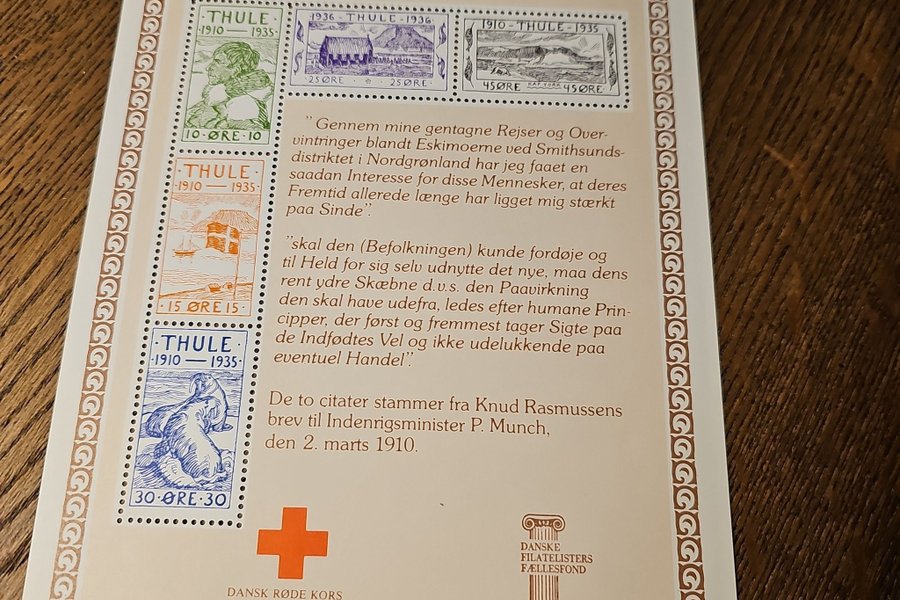 THULE
1910 — 1935
10 · ØRE · 10
1936 - THULE - 1936
25 ØRE · 25 ØRE
1910 - THULE - 1935
45 ØRE KAP YORK 45 ØRE
THULE
1910 — 1935
15 ØRE 15
THULE
1910 — 1935
30 · ØRE · 30
"Gennem mine gentagne Rejser og Over-
vintringer blandt Eskimoerne ved Smithsunds-
distriktet i Nordgrønland har jeg faaet en
saadan Interesse for disse Mennesker, at deres
Fremtid allerede længe har ligget mig stærkt
paa Sinde".
"skal den (Befolkningen) kunde fordøje og
til Held for sig selv udnytte det nye, maa dens
rent ydre Skæbne d.v.s. den Paavirkning
den skal have udefra, ledes efter humane Prin-
cipper, der først og fremmest tager Sigte paa
de Indfødtes Vel og ikke udelukkende paa
eventuel Handel".
De to citater stammer fra Knud Rasmussens
brev til Indenrigsminister P. Munch,
den 2. marts 1910.
DANSK RØDE KORS
DANSKE
FILATELISTERS
FÆLLESFOND